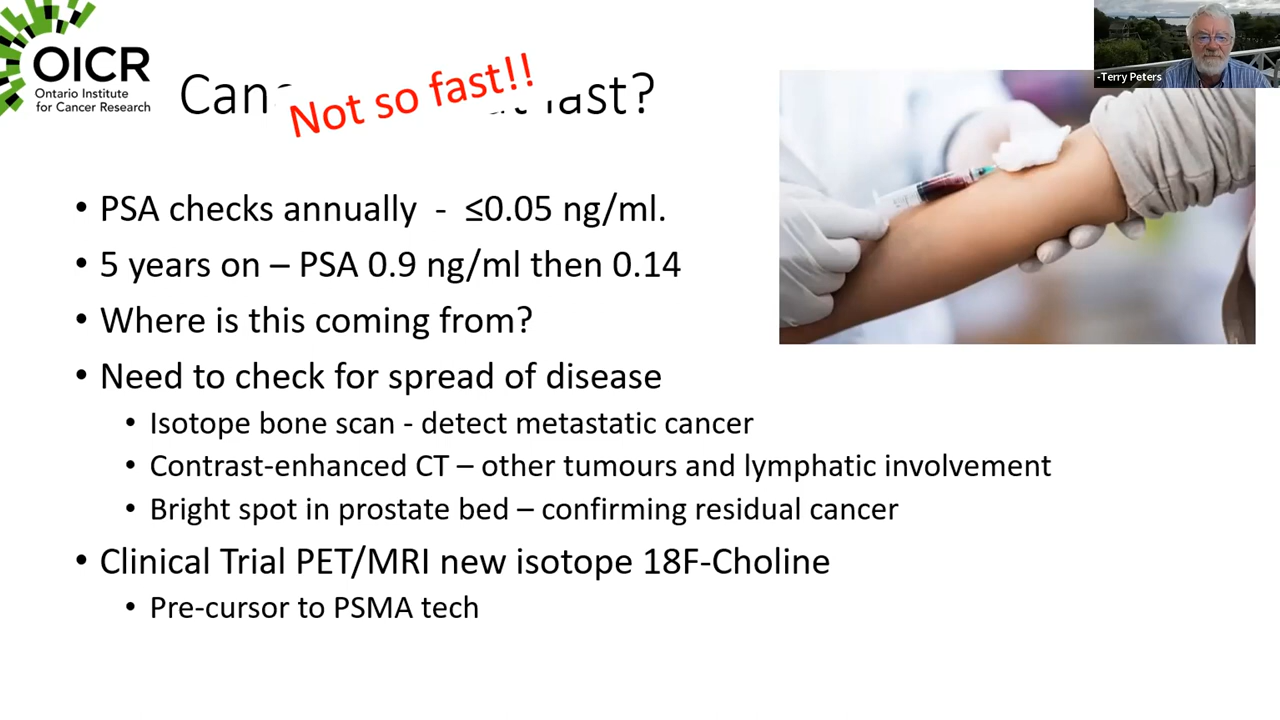 OICR
Ontario Institute
for Cancer Research
Not so fast!!
-Terry Peters
• PSA checks annually - ≤0.05 ng/ml.
• 5 years on – PSA 0.9 ng/ml then 0.14
• Where is this coming from?
• Need to check for spread of disease
• Isotope bone scan - detect metastatic cancer
• Contrast-enhanced CT – other tumours and lymphatic involvement
• Bright spot in prostate bed – confirming residual cancer
• Clinical Trial PET/MRI new isotope 18F-Choline
• Pre-cursor to PSMA tech